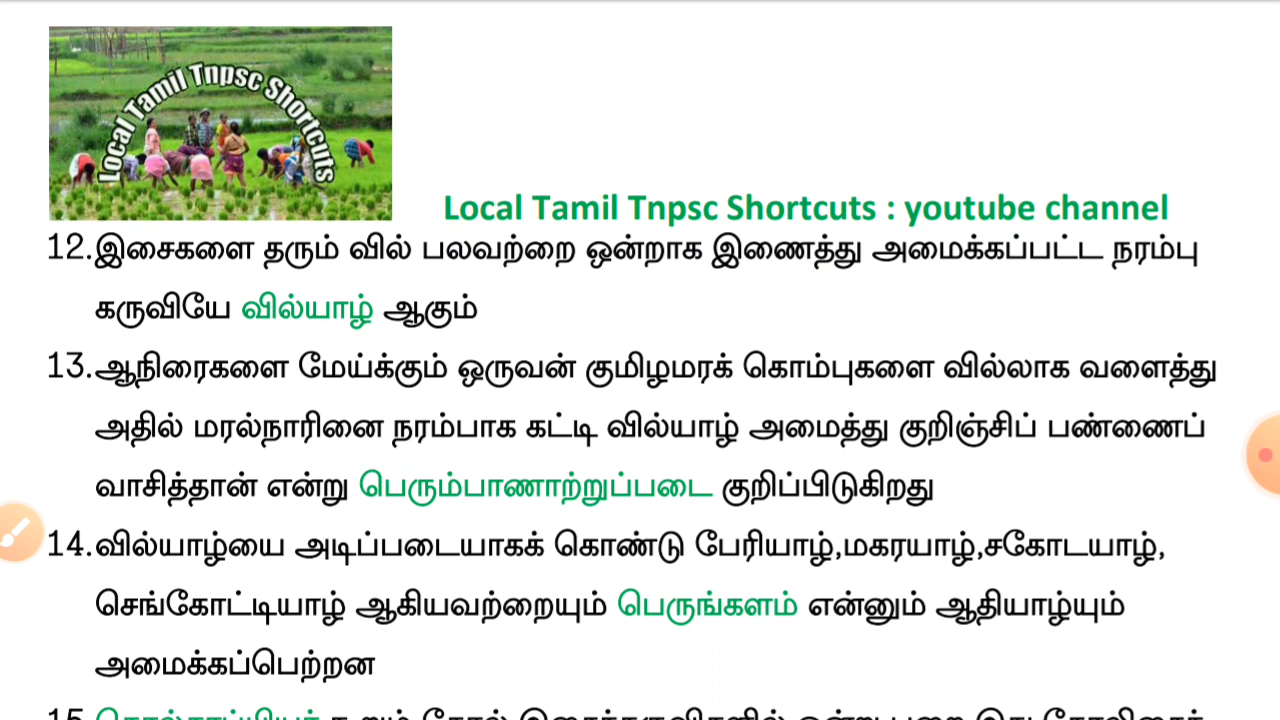 Local Tamil Tnpsc Shortcuts
Local Tamil Tnpsc Shortcuts : youtube channel
12.இசைகளை தரும் வில் பலவற்றை ஒன்றாக இணைத்து அமைக்கப்பட்ட நரம்பு
கருவியே வில்யாழ் ஆகும்
13.ஆநிரைகளை மேய்க்கும் ஒருவன் குமிழமரக் கொம்புகளை வில்லாக வளைத்து
அதில் மரல்நாரினை நரம்பாக கட்டி வில்யாழ் அமைத்து குறிஞ்சிப் பண்ணைப்
வாசித்தான் என்று பெரும்பாணாற்றுப்படை குறிப்பிடுகிறது
14.வில்யாழ்யை அடிப்படையாகக் கொண்டு பேரியாழ்,மகரயாழ்,சகோடயாழ்,
செங்கோட்டியாழ் ஆகியவற்றையும் பெருங்களம் என்னும் ஆதியாழ்யும்
அமைக்கப்பெற்றன
15.